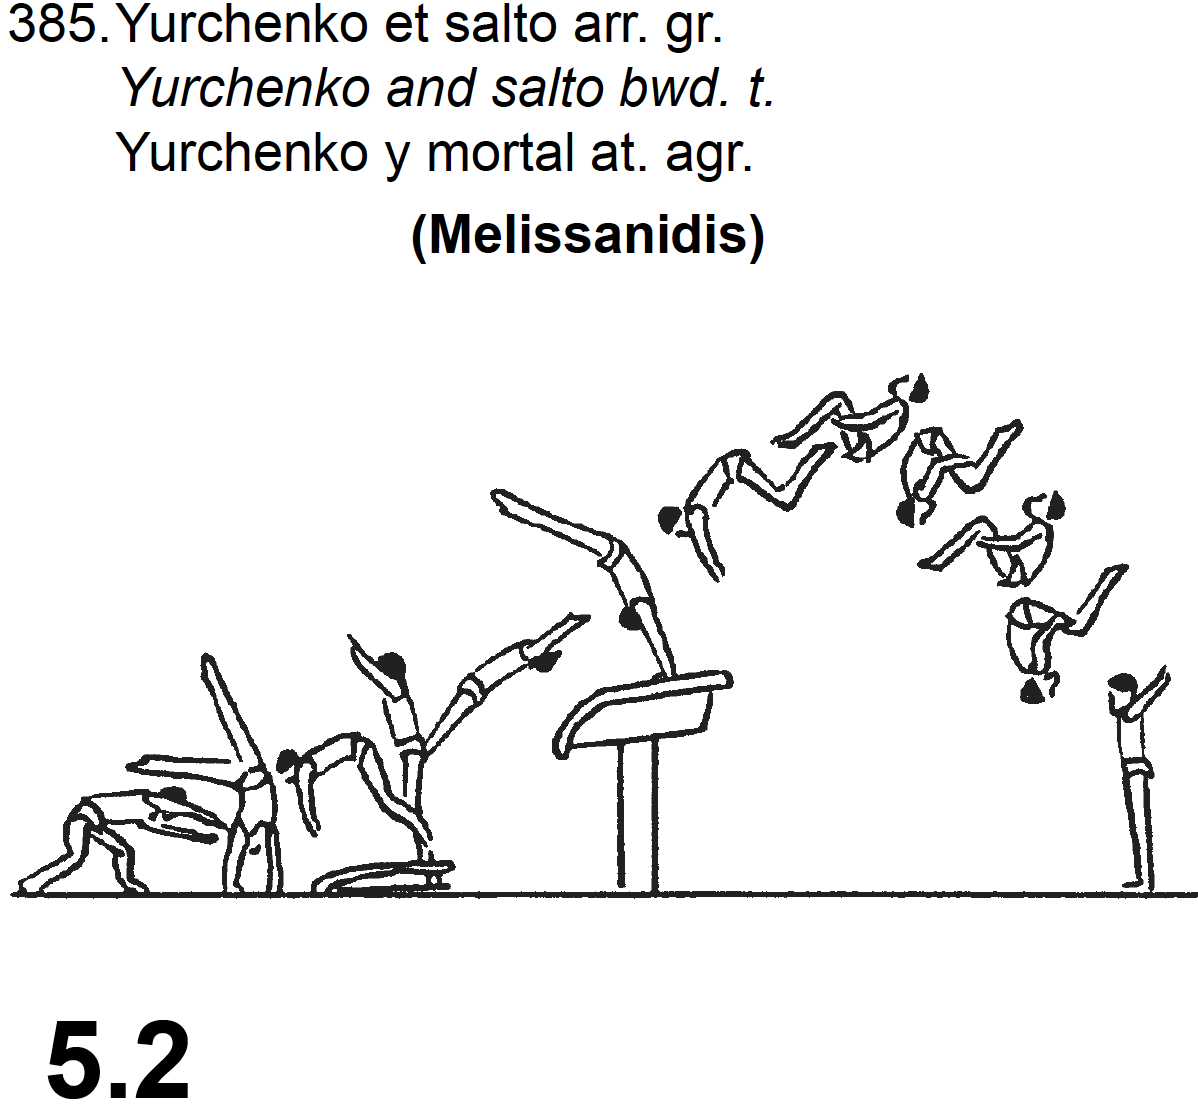 385. Yurchenko et salto arr. gr.
Yurchenko and salto bwd. t.
Yurchenko y mortal at. agr.
(Melissanidis)
5.2